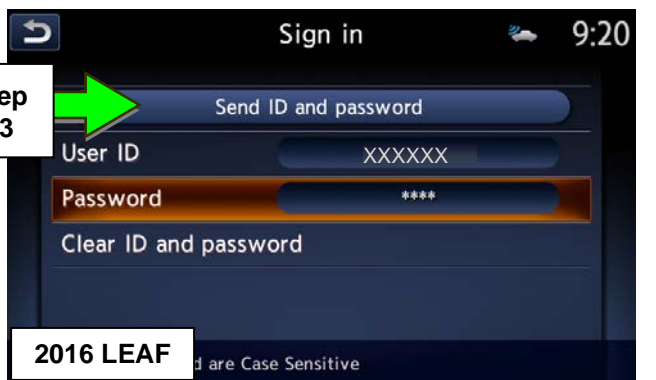 Sign in 9:20
ep
3
Send ID and password
User ID XXXXXX
Password ****
Clear ID and password
2016 LEAF
d are Case Sensitive